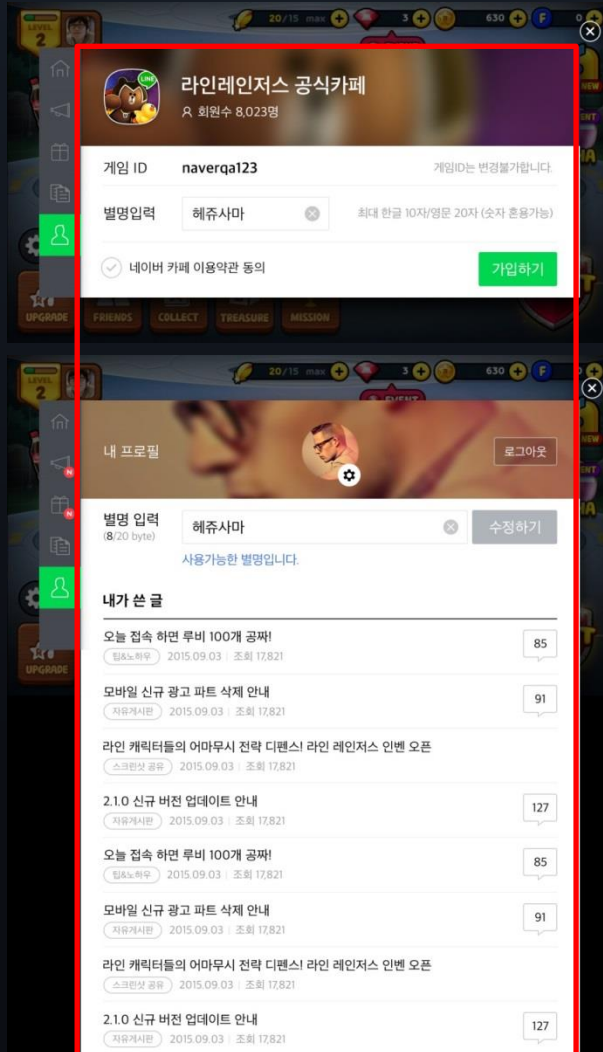 LEVEL
2
20/15 max
3
630
F
0
LINE
라인레인저스 공식카페
회원수 8,023명
NEW
게임 ID
naverqa123
게임ID는 변경불가합니다.
별명입력
헤쥬사마
최대 한글 10자/영문 20자 (숫자 혼용가능)
네이버 카페 이용약관 동의
가입하기
UPGRADE
FRIENDS
COLLECT
TREASURE
MISSION
LEVEL
2
20/15 max
3
630
F
0
EVENT
내 프로필
로그아웃
NEW
N
N
별명 입력
(8/20 byte)
헤쥬사마
수정하기
사용가능한 별명입니다.
내가 쓴 글
UPGRADE
오늘 접속 하면 루비 100개 공짜!
팁&노하우 2015.09.03 조회 17,821
85
모바일 신규 광고 파트 삭제 안내
자유게시판 2015.09.03 조회 17,821
91
라인 캐릭터들의 어마무시 전략 디펜스! 라인 레인저스 인벤 오픈
스크린샷 공유 2015.09.03 조회 17,821
2.1.0 신규 버전 업데이트 안내
자유게시판 2015.09.03 조회 17,821
127
오늘 접속 하면 루비 100개 공짜!
팁&노하우 2015.09.03 조회 17,821
85
모바일 신규 광고 파트 삭제 안내
자유게시판 2015.09.03 조회 17,821
91
라인 캐릭터들의 어마무시 전략 디펜스! 라인 레인저스 인벤 오픈
스크린샷 공유 2015.09.03 조회 17,821
2.1.0 신규 버전 업데이트 안내
자유게시판 2015.09.03 조회 17,821
127